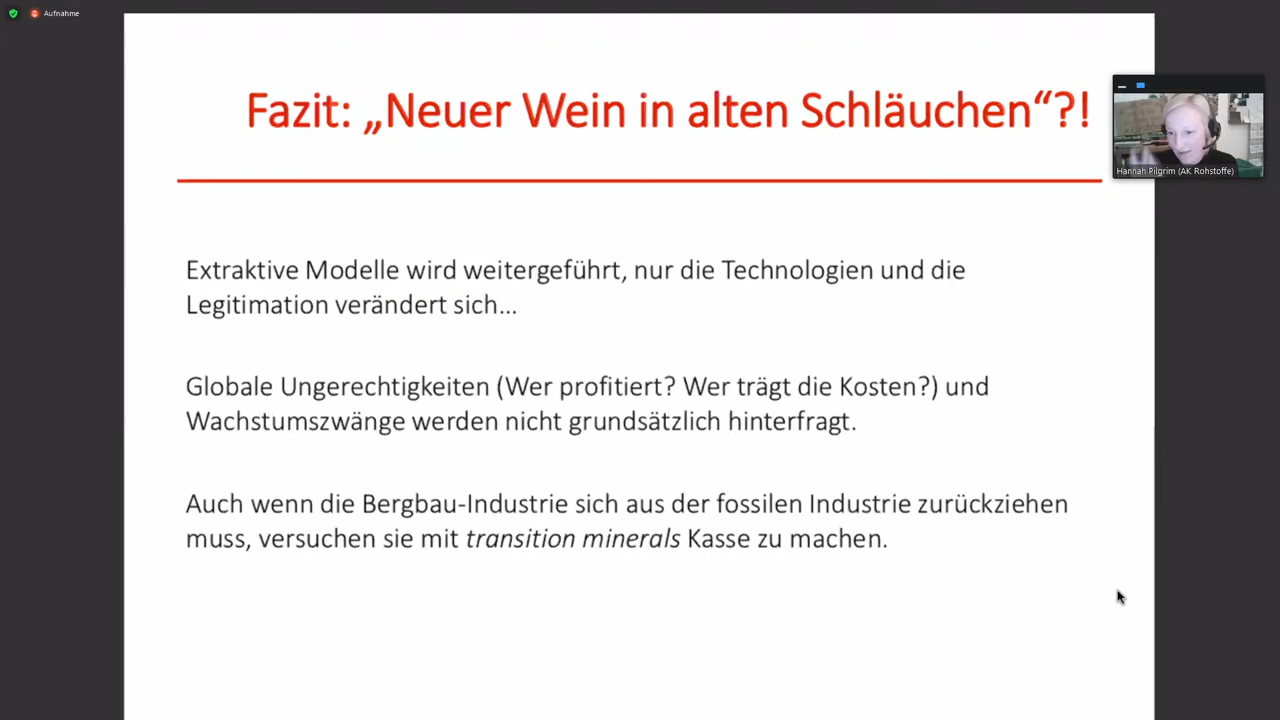 Aufnahme
Fazit: „Neuer Wein in alten Schläuchen“?!
Hannah Pilgrim (AK Rohstoffe)
Extraktive Modelle wird weitergeführt, nur die Technologien und die
Legitimation verändert sich...
Globale Ungerechtigkeiten (Wer profitiert? Wer trägt die Kosten?) und
Wachstumszwänge werden nicht grundsätzlich hinterfragt.
Auch wenn die Bergbau-Industrie sich aus der fossilen Industrie zurückziehen
muss, versuchen sie mit transition minerals Kasse zu machen.